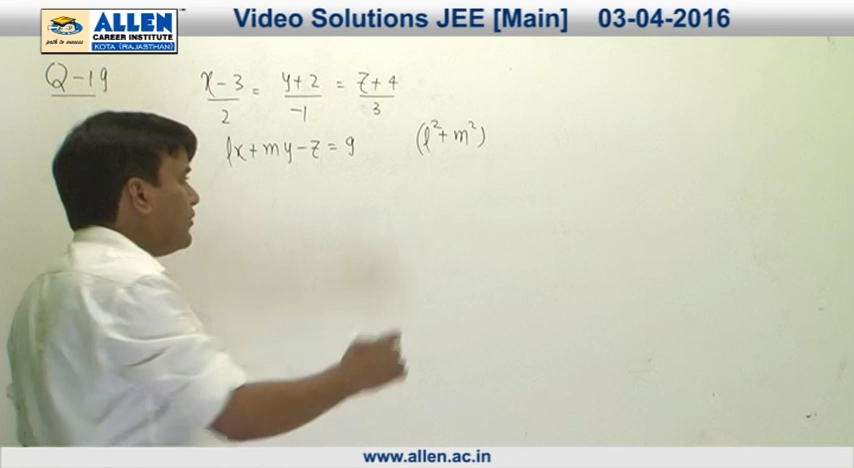 Video Solutions JEE [Main] 03-04-2016
ALLEN
CAREER INSTITUTE
path to success
KOTA (RAJASTHAN)
Q-19
(x-3)/2 = (y+2)/-1 = (z+4)/3
lx+my-z=9 (l²+m²)
www.allen.ac.in